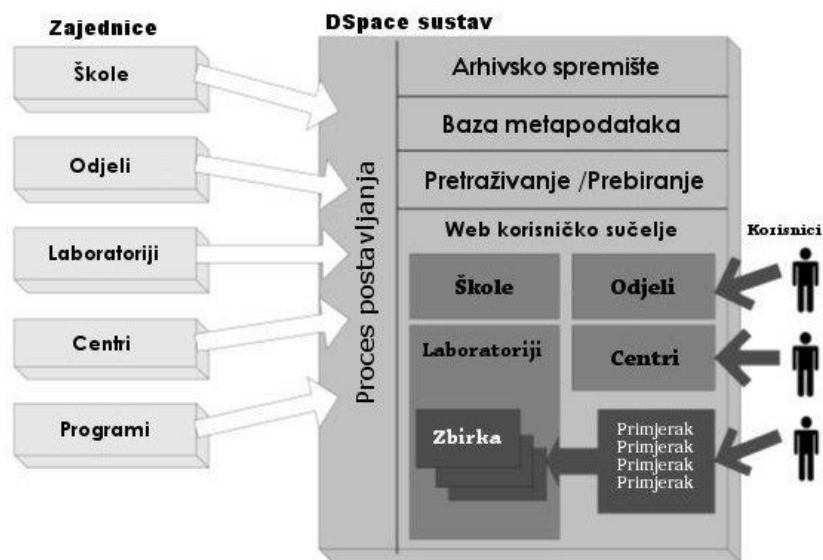 DSpace sustav
Zajednice
Škole
Odjeli
Laboratoriji
Centri
Programi
Proces postavljanja
Arhivsko spremište
Baza metapodataka
Pretraživanje /Prebiranje
Web korisničko sučelje
Korisnici
Škole
Odjeli
Laboratoriji
Centri
Zbirka
Primjerak
Primjerak
Primjerak
Primjerak